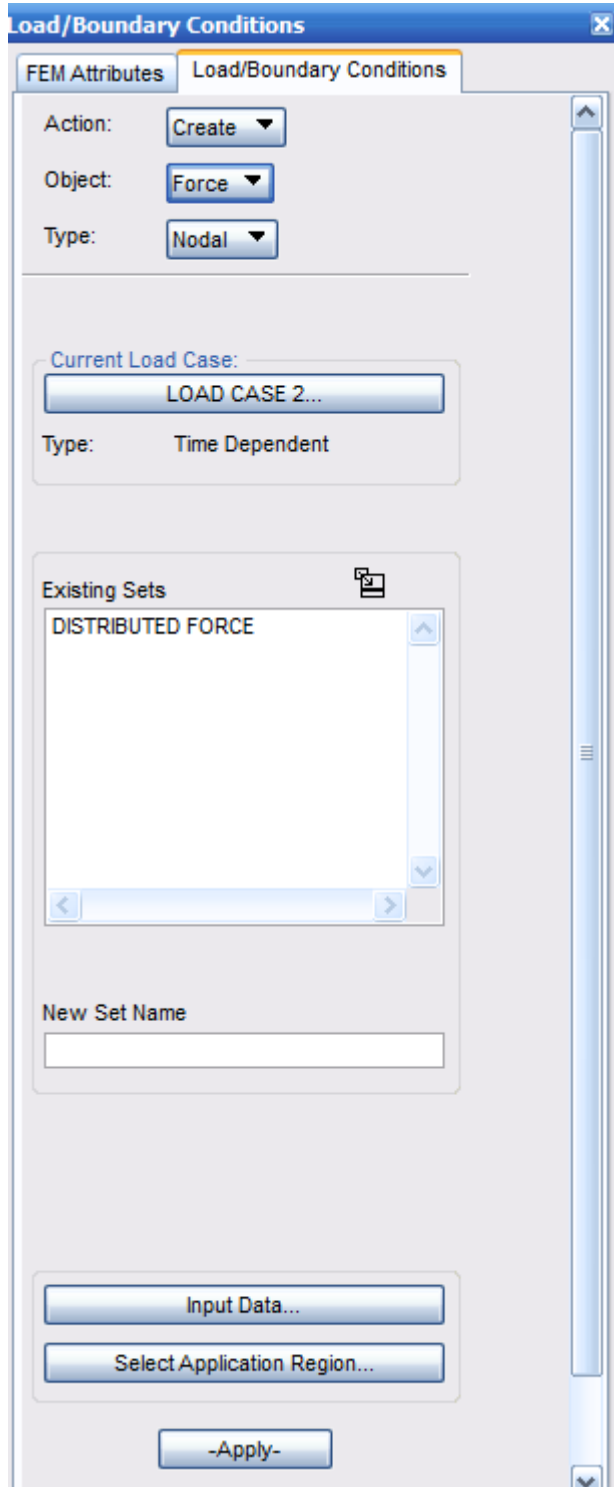 Load/Boundary Conditions
FEM Attributes Load/Boundary Conditions
Action: Create
Object: Force
Type: Nodal
Current Load Case:
LOAD CASE 2...
Type: Time Dependent
Existing Sets
DISTRIBUTED FORCE
New Set Name
Input Data...
Select Application Region...
-Apply-